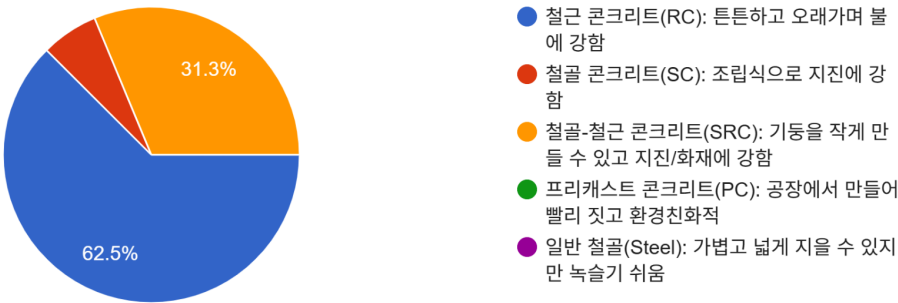 31.3%
62.5%
철근 콘크리트(RC): 튼튼하고 오래가며 불
에 강함
철골 콘크리트(SC): 조립식으로 지진에 강
함
철골-철근 콘크리트(SRC): 기둥을 작게 만
들 수 있고 지진/화재에 강함
프리캐스트 콘크리트(PC): 공장에서 만들어
빨리 짓고 환경친화적
일반 철골(Steel): 가볍고 넓게 지을 수 있지
만 녹슬기 쉬움